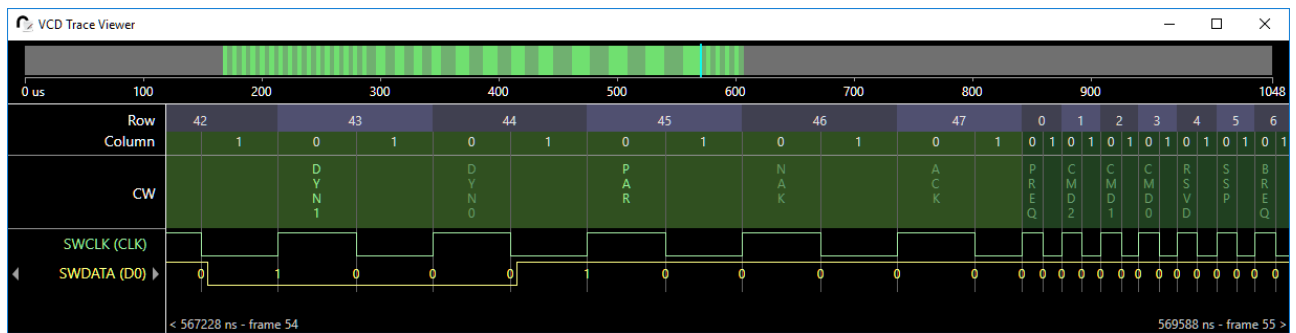 VCD Trace Viewer
0 us 100 200 300 400 500 600 700 800 900 1048
Row 42 43 44 45 46 47 0 1 2 3 4 5 6
Column 1 0 1 0 1 0 1 0 1 0 1 0 1 0 1 0 1 0 1 0 1 0 1 0 1 0 1
CW DYN1 DYN0 PAR NAK ACK PREQ CMD2 CMD1 CMD0 RSVD SSP BREQ
SWCLK (CLK)
SWDATA (D0) 0 1 0 0 0 1 0 0 0 0 0 0 0 0 0 0 0 0 0 0 0 0 0 0 0
< 567228 ns - frame 54 569588 ns - frame 55 >